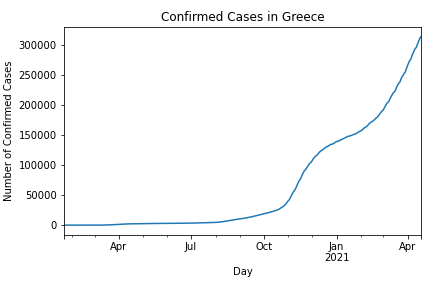 Confirmed Cases in Greece
Number of Confirmed Cases
300000
250000
200000
150000
100000
50000
0
Apr
Jul
Oct
Jan
2021
Apr
Day